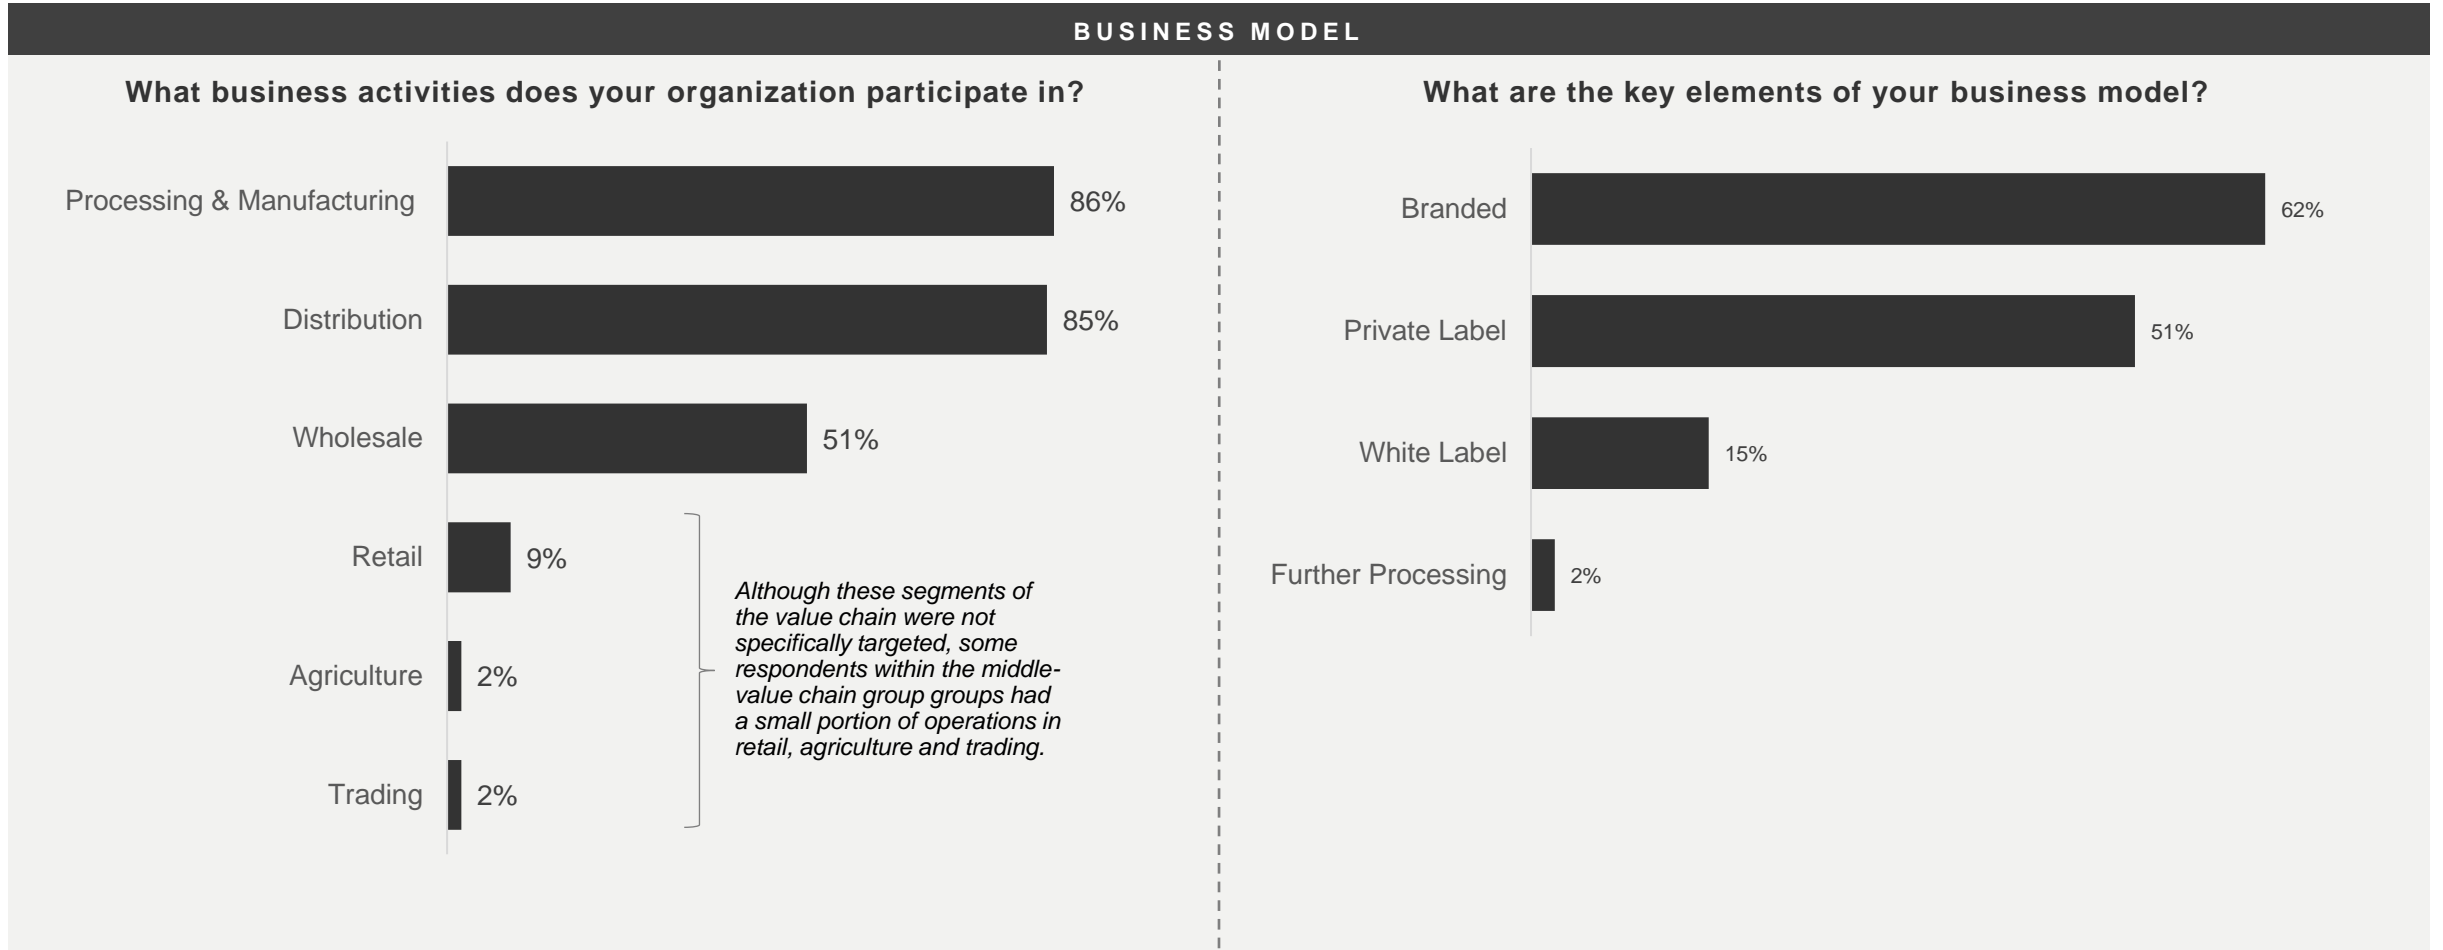 BUSINESS MODEL
What business activities does your organization participate in?
Processing & Manufacturing 86%
Distribution 85%
Wholesale 51%
Retail 9%
Agriculture 2%
Trading 2%
Although these segments of
the value chain were not
specifically targeted, some
respondents within the middle-
value chain group groups had
a small portion of operations in
retail, agriculture and trading.
What are the key elements of your business model?
Branded 62%
Private Label 51%
White Label 15%
Further Processing 2%